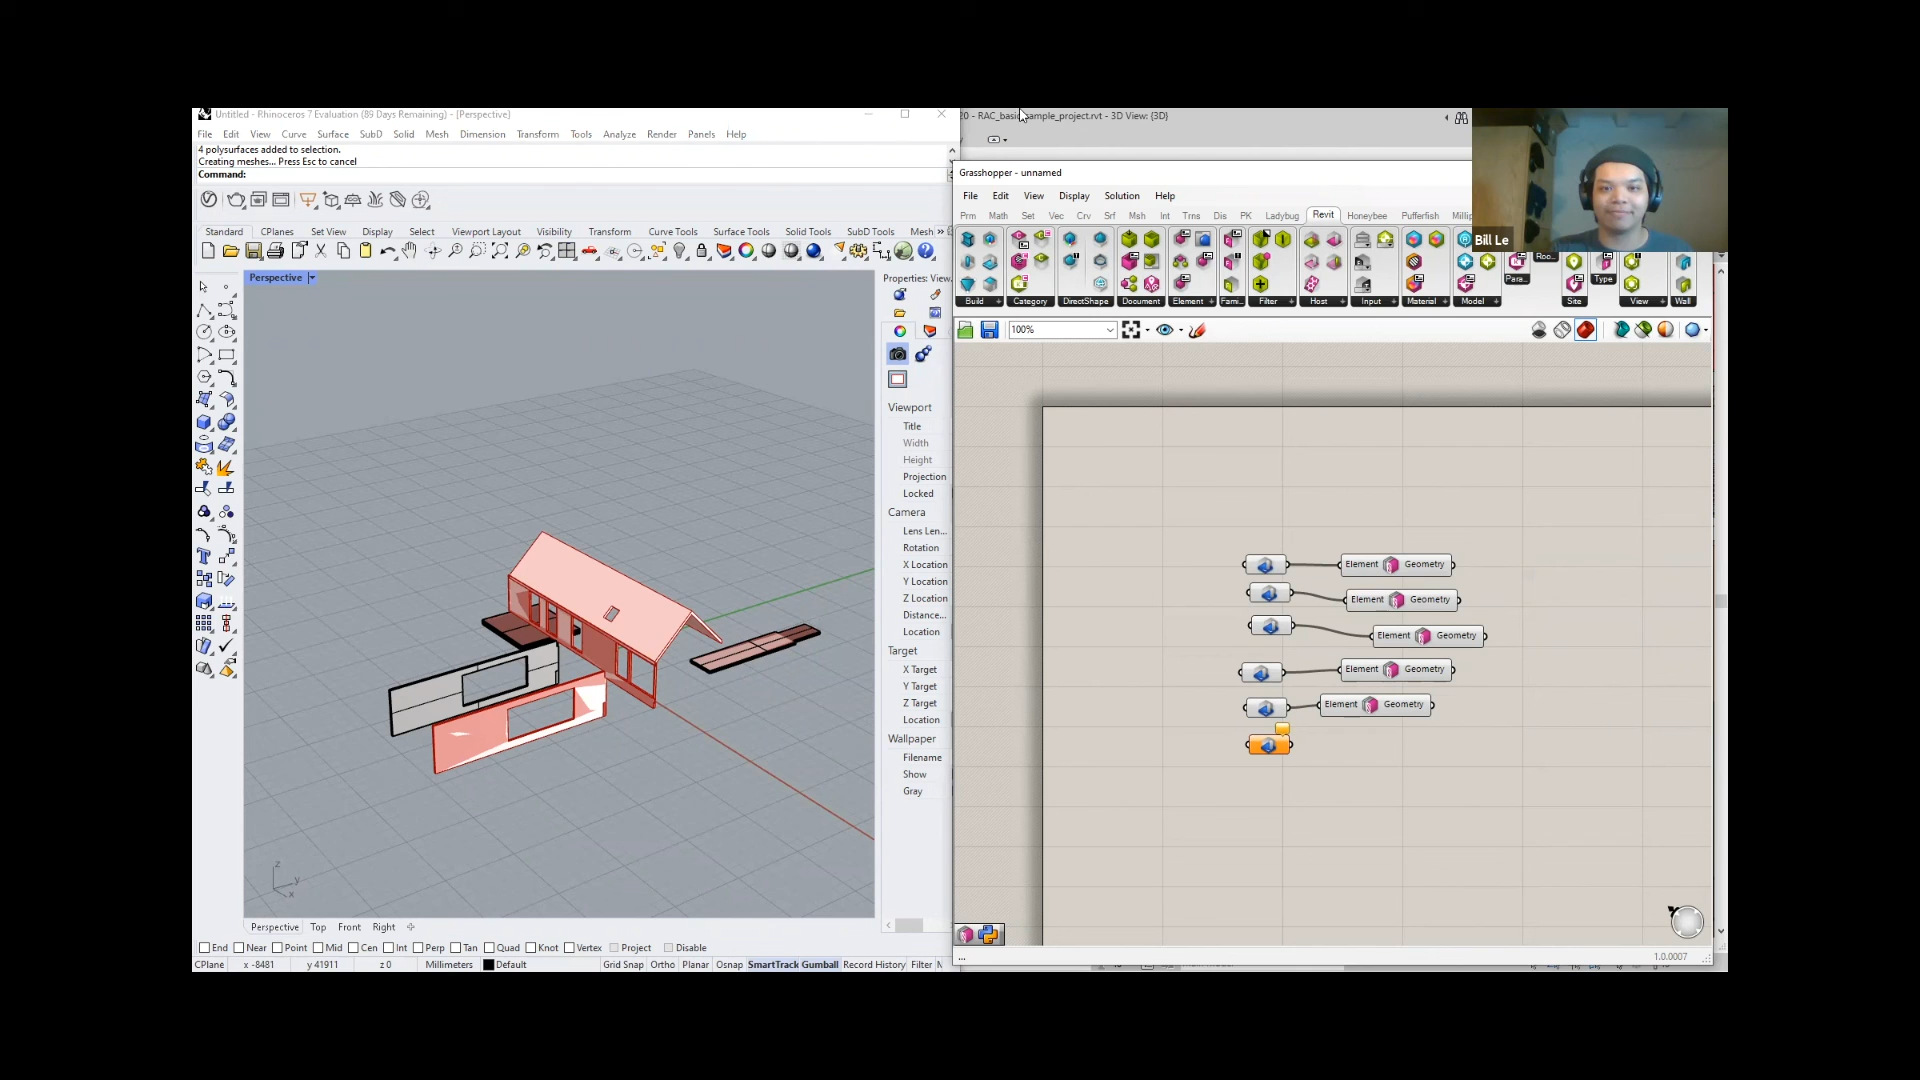 Untitled - Rhinoceros 7 Evaluation (89 Days Remaining) - [Perspective]
File Edit View Curve Surface SubD Solid Mesh Dimension Transform Tools Analyze Render Panels Help
4 polysurfaces added to selection.
Creating meshes... Press Esc to cancel
Command:
Standard CPlanes Set View Display Select Viewport Layout Visibility Transform Curve Tools Surface Tools Solid Tools SubD Tools Mesh »
Perspective
Properties: View...
Viewport
Title
Width
Height
Projection
Locked
Camera
Lens Len...
Rotation
X Location
Y Location
Z Location
Distance...
Location
Target
X Target
Y Target
Z Target
Location
Wallpaper
Filename
Show
Gray
z
y
x
Perspective Top Front Right
End Near Point Mid Cen Int Perp Tan Quad Knot Vertex Project Disable
CPlane x -8481 y 41911 z 0 Millimeters Default Grid Snap Ortho Planar Osnap SmartTrack Gumball Record History Filter
20 - RAC_basic_sample_project.rvt - 3D View: {3D}
Grasshopper - unnamed
File Edit View Display Solution Help
Prm Math Set Vec Crv Srf Msh Int Trns Dis PK Ladybug Revit Honeybee Pufferfish Millip
Bill Le
Roo...
Para...
Type
Build Category DirectShape Document Element Fami... Filter Host Input Material Model Site View Wall
100%
Element Geometry
Element Geometry
Element Geometry
Element Geometry
Element Geometry
...
1.0.0007